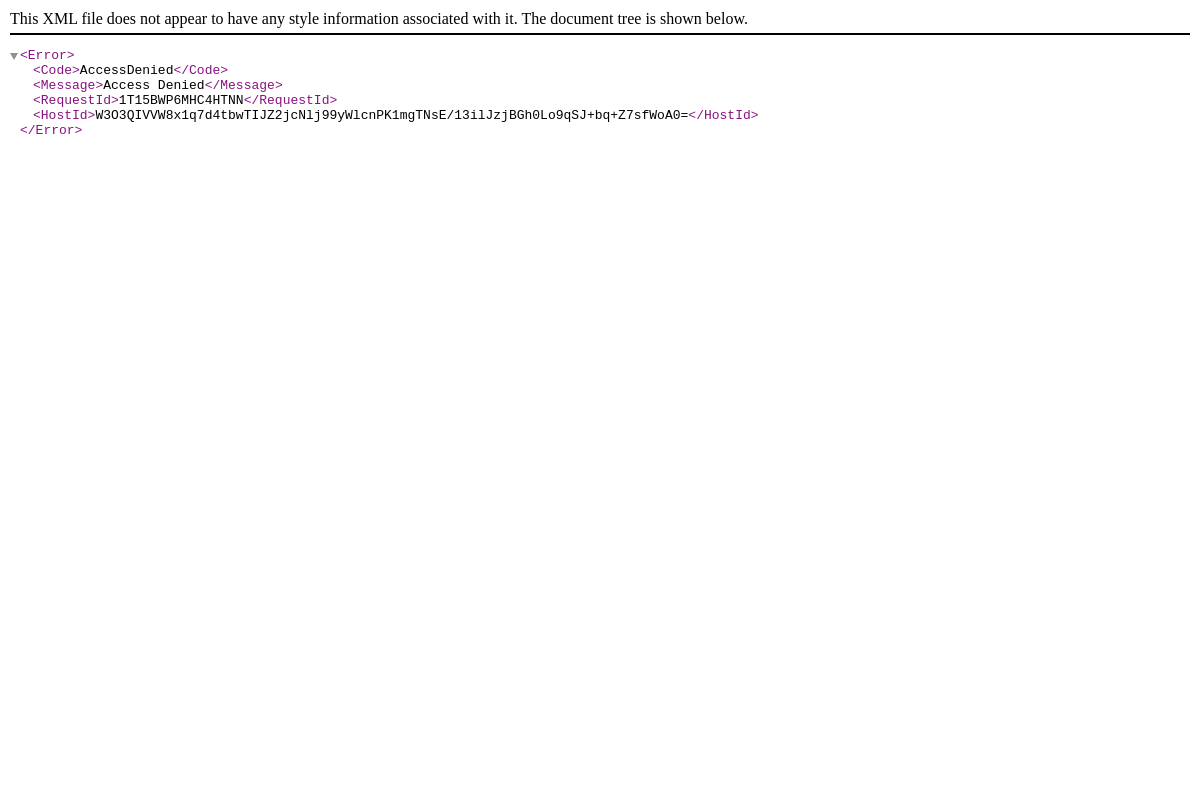 This XML file does not appear to have any style information associated with it. The document tree is shown below.
<Error>
<Code>AccessDenied</Code>
<Message>Access Denied</Message>
<RequestId>1T15BWP6MHC4HTNN</RequestId>
<HostId>W3O3QIVVW8x1q7d4tbwTIJZ2jcNlj99yWlcnPK1mgTNsE/13ilJzjBGh0Lo9qSJ+bq+Z7sfWoA0=</HostId>
</Error>